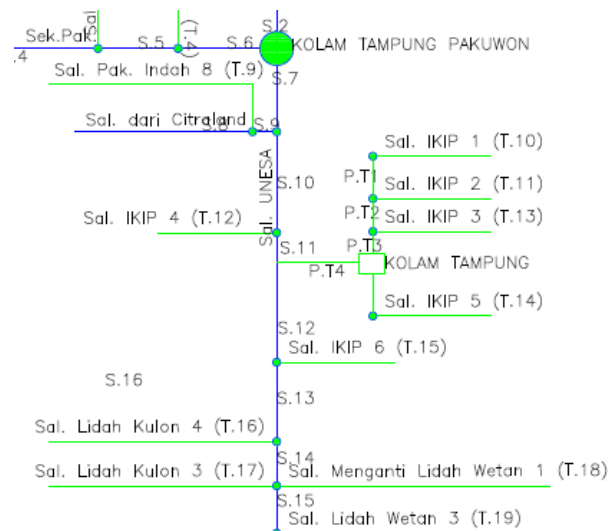 S.2
Sek.Pak.
Sal
(T.4)
.4
S.5
S.6
KOLAM TAMPUNG PAKUWON
S.7
Sal. Pak. Indah 8 (T.9)
Sal. dari Citraland
S.8
S.9
Sal. IKIP 1 (T.10)
Sal. UNESA
P.T1
S.10
Sal. IKIP 2 (T.11)
Sal. IKIP 4 (T.12)
P.T2
Sal. IKIP 3 (T.13)
S.11
P.T3
P.T4
KOLAM TAMPUNG
Sal. IKIP 5 (T.14)
S.12
Sal. IKIP 6 (T.15)
S.16
S.13
Sal. Lidah Kulon 4 (T.16)
S.14
Sal. Lidah Kulon 3 (T.17)
Sal. Menganti Lidah Wetan 1 (T.18)
S.15
Sal. Lidah Wetan 3 (T.19)